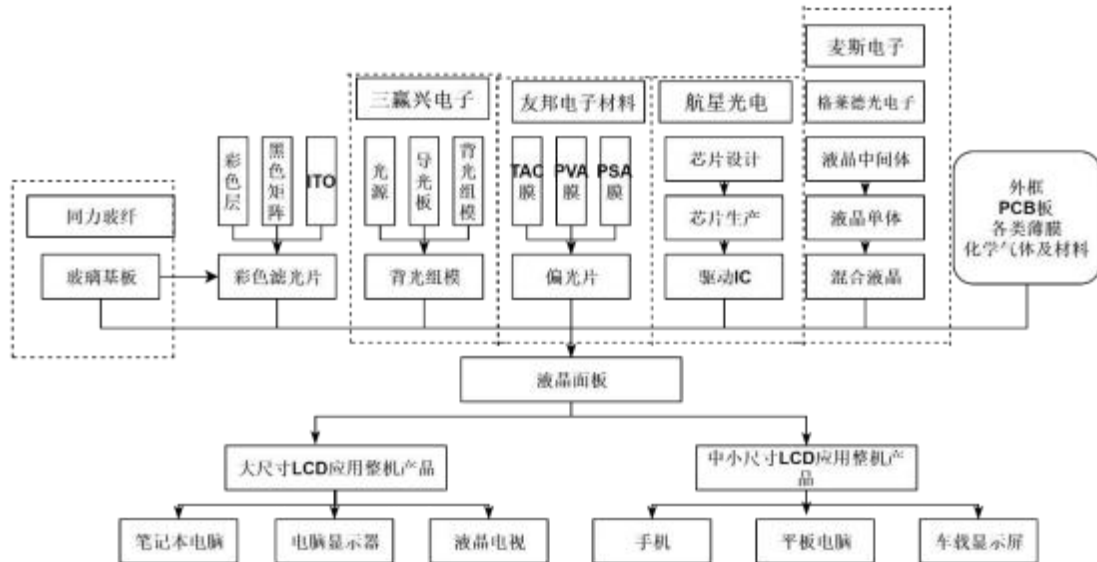 麦斯电子
三赢兴电子
友邦电子材料
航星光电
格莱德光电子
彩色层
黑色矩阵
ITO
光源
导光板
背光组模
TAC膜
PVA膜
PSA膜
芯片设计
液晶中间体
同力玻纤
芯片生产
液晶单体
外框
PCB板
各类薄膜
化学气体及材料
玻璃基板
彩色滤光片
背光组模
偏光片
驱动IC
混合液晶
液晶面板
大尺寸LCD应用整机产品
中小尺寸LCD应用整机产
品
笔记本电脑
电脑显示器
液晶电视
手机
平板电脑
车载显示屏